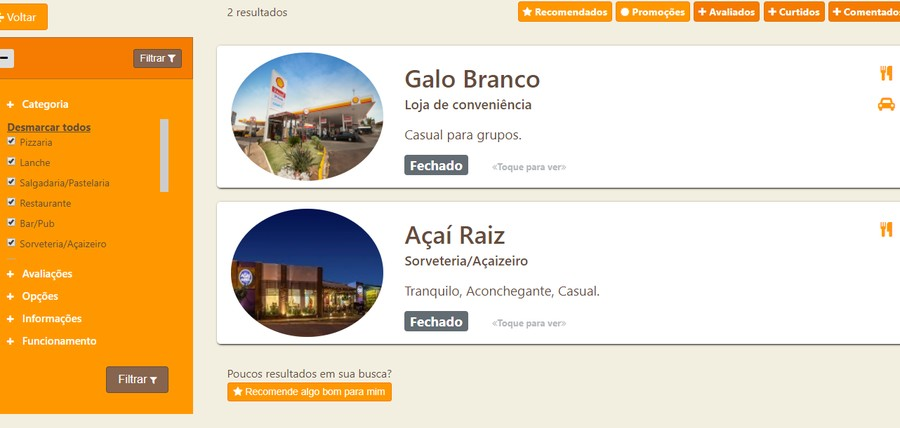 Voltar
2 resultados
Recomendados
Promoções
Avaliados
Curtidos
Comentados
Filtrar
Categoria
Desmarcar todos
Pizzaria
Lanche
Salgadaria/Pastelaria
Restaurante
Bar/Pub
Sorveteria/Açaizeiro
Avaliações
Opções
Informações
Funcionamento
Filtrar
Galo Branco
Loja de conveniência
Casual para grupos.
Fechado
«Toque para ver»
Açaí Raiz
Sorveteria/Açaizeiro
Tranquilo, Aconchegante, Casual.
Fechado
«Toque para ver»
Poucos resultados em sua busca?
Recomende algo bom para mim